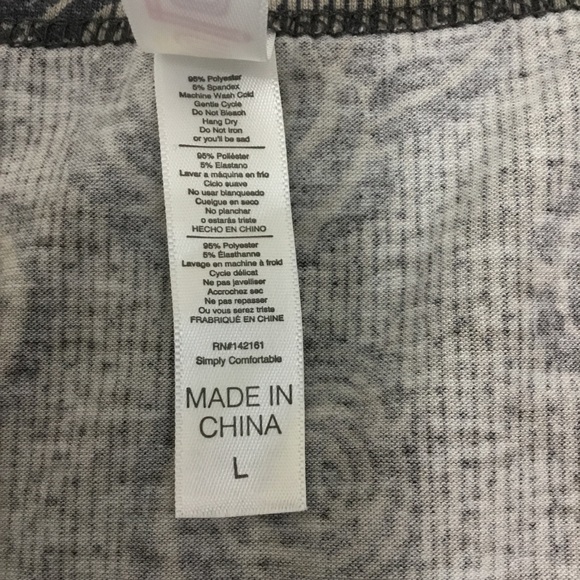 95% Polyester
5% Spandex
Machine Wash Cold
Gentle Cycle
Do Not Bleach
Hang Dry
Do Not Iron
or you'll be sad
95% Poliéster
5% Elastano
Lavar a máquina en frio
Ciclo suave
No usar blanqueado
Cuelgue en seco
No planchar
o estarás triste
HECHO EN CHINO
95% Polyester
5% Élasthanne
Lavage en machine à froid
Cycle délicat
Ne pas javelliser
Accrochez sec
Ne pas repasser
Ou vous serez triste
FRABRIQUÉ EN CHINE
RN#142161
Simply Comfortable
MADE IN
CHINA
L